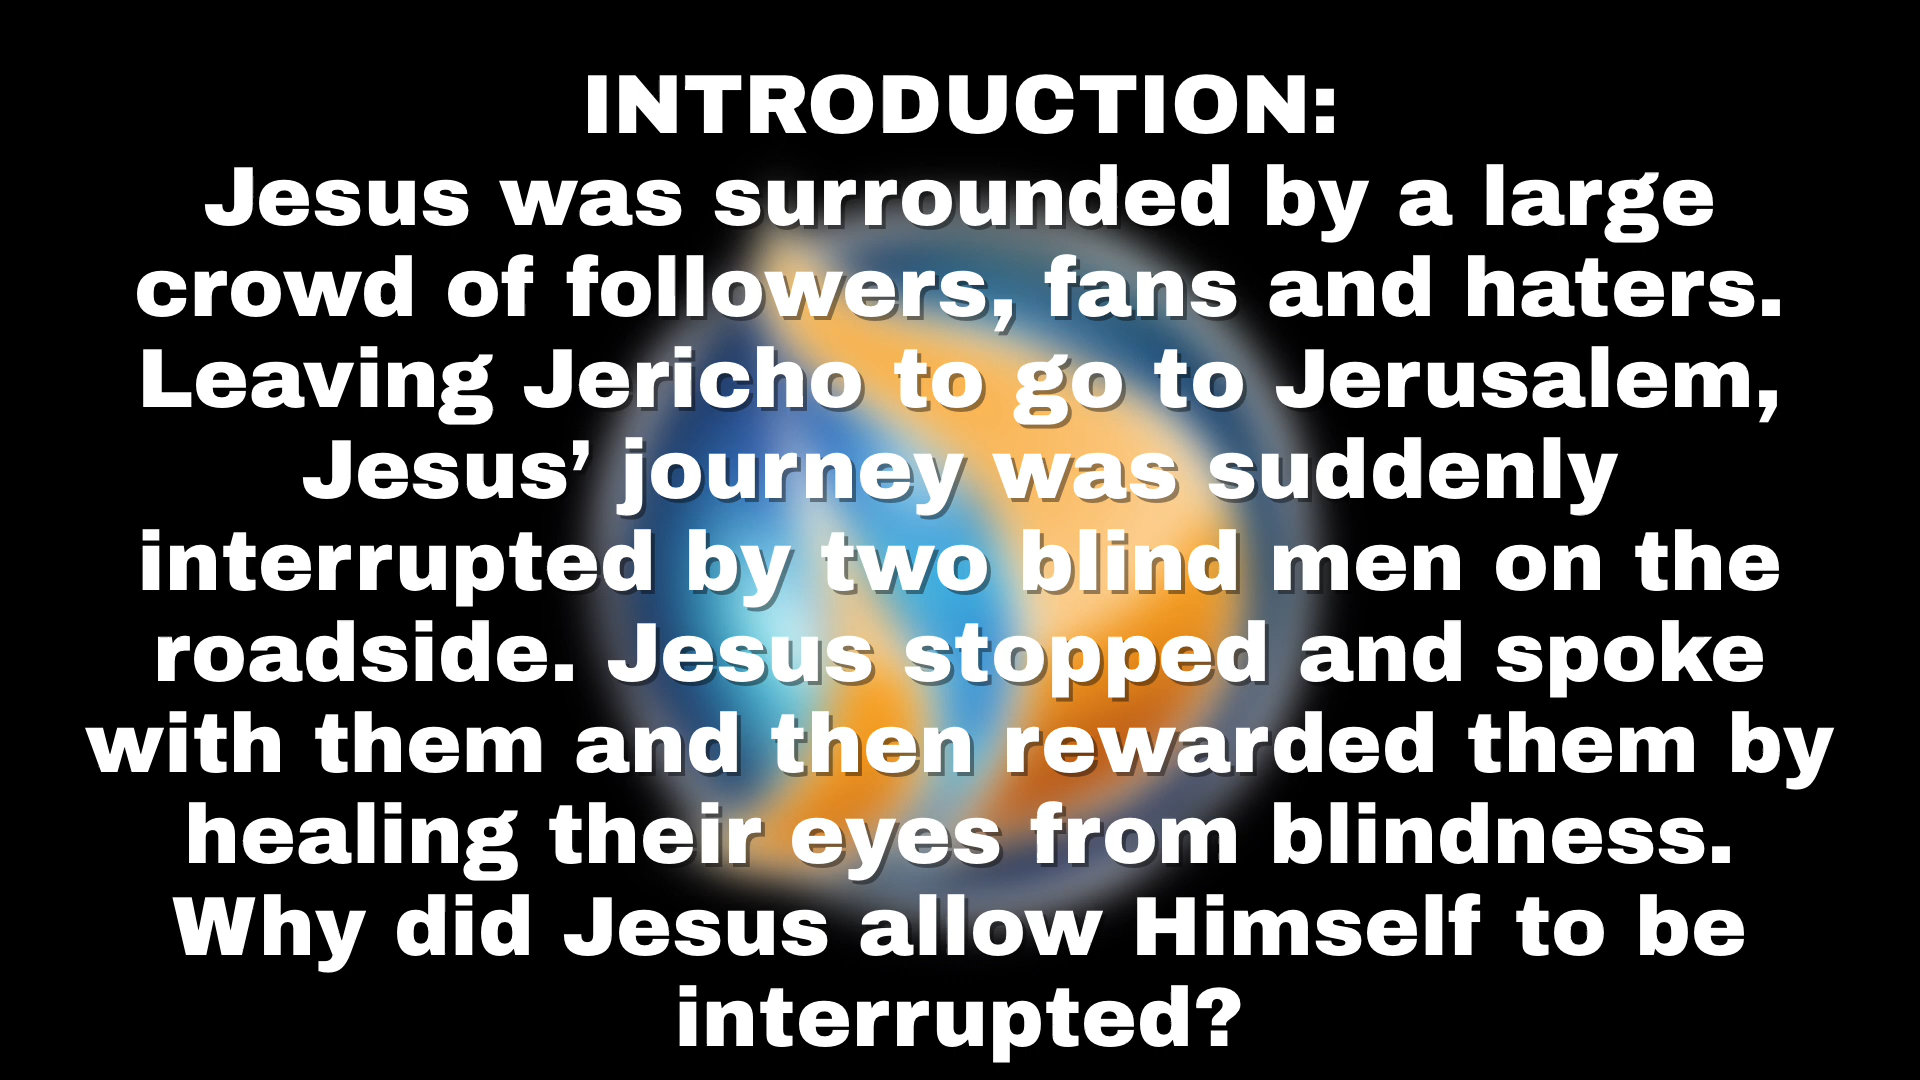 INTRODUCTION:
Jesus was surrounded by a large
crowd of followers, fans and haters.
Leaving Jericho to go to Jerusalem,
Jesus’ journey was suddenly
interrupted by two blind men on the
roadside. Jesus stopped and spoke
with them and then rewarded them by
healing their eyes from blindness.
Why did Jesus allow Himself to be
interrupted?